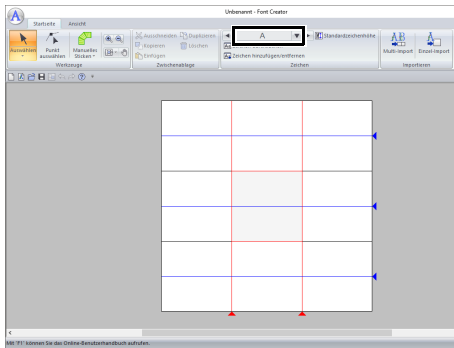 Unbenannt - Font Creator
Startseite Ansicht
Auswählen
Punkt auswählen
Manuelles Sticken
Werkzeuge
Ausschneiden Duplizieren
Kopieren Löschen
Einfügen
Zwischenablage
A
Standardzeichenhöhe
Zeichen hinzufügen/entfernen
Zeichen
Multi-Import Einzel-Import
Importieren
Mit 'F1' können Sie das Online-Benutzerhandbuch aufrufen.